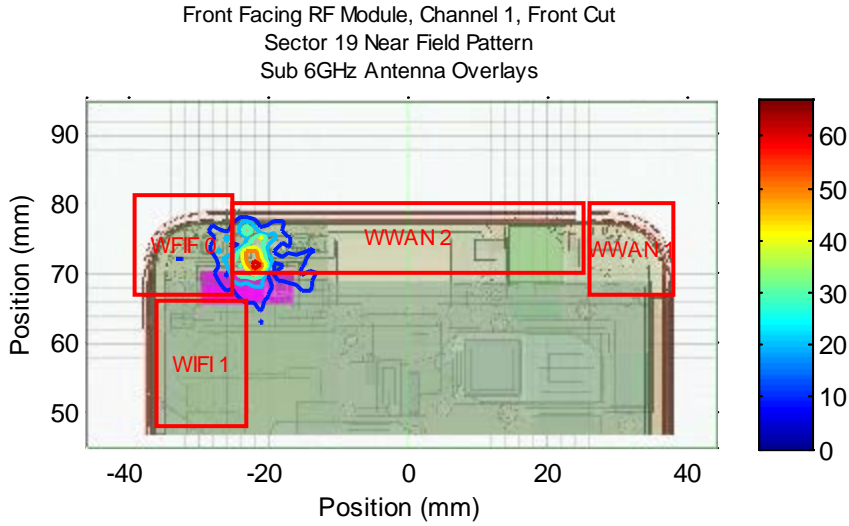 Front Facing RF Module, Channel 1, Front Cut
Sector 19 Near Field Pattern
Sub 6GHz Antenna Overlays
90
80
70
60
50
Position (mm)
WFIF 0
WWAN 2
WWAN 1
WIFI 1
-40
-20
0
20
40
Position (mm)
60
50
40
30
20
10
0